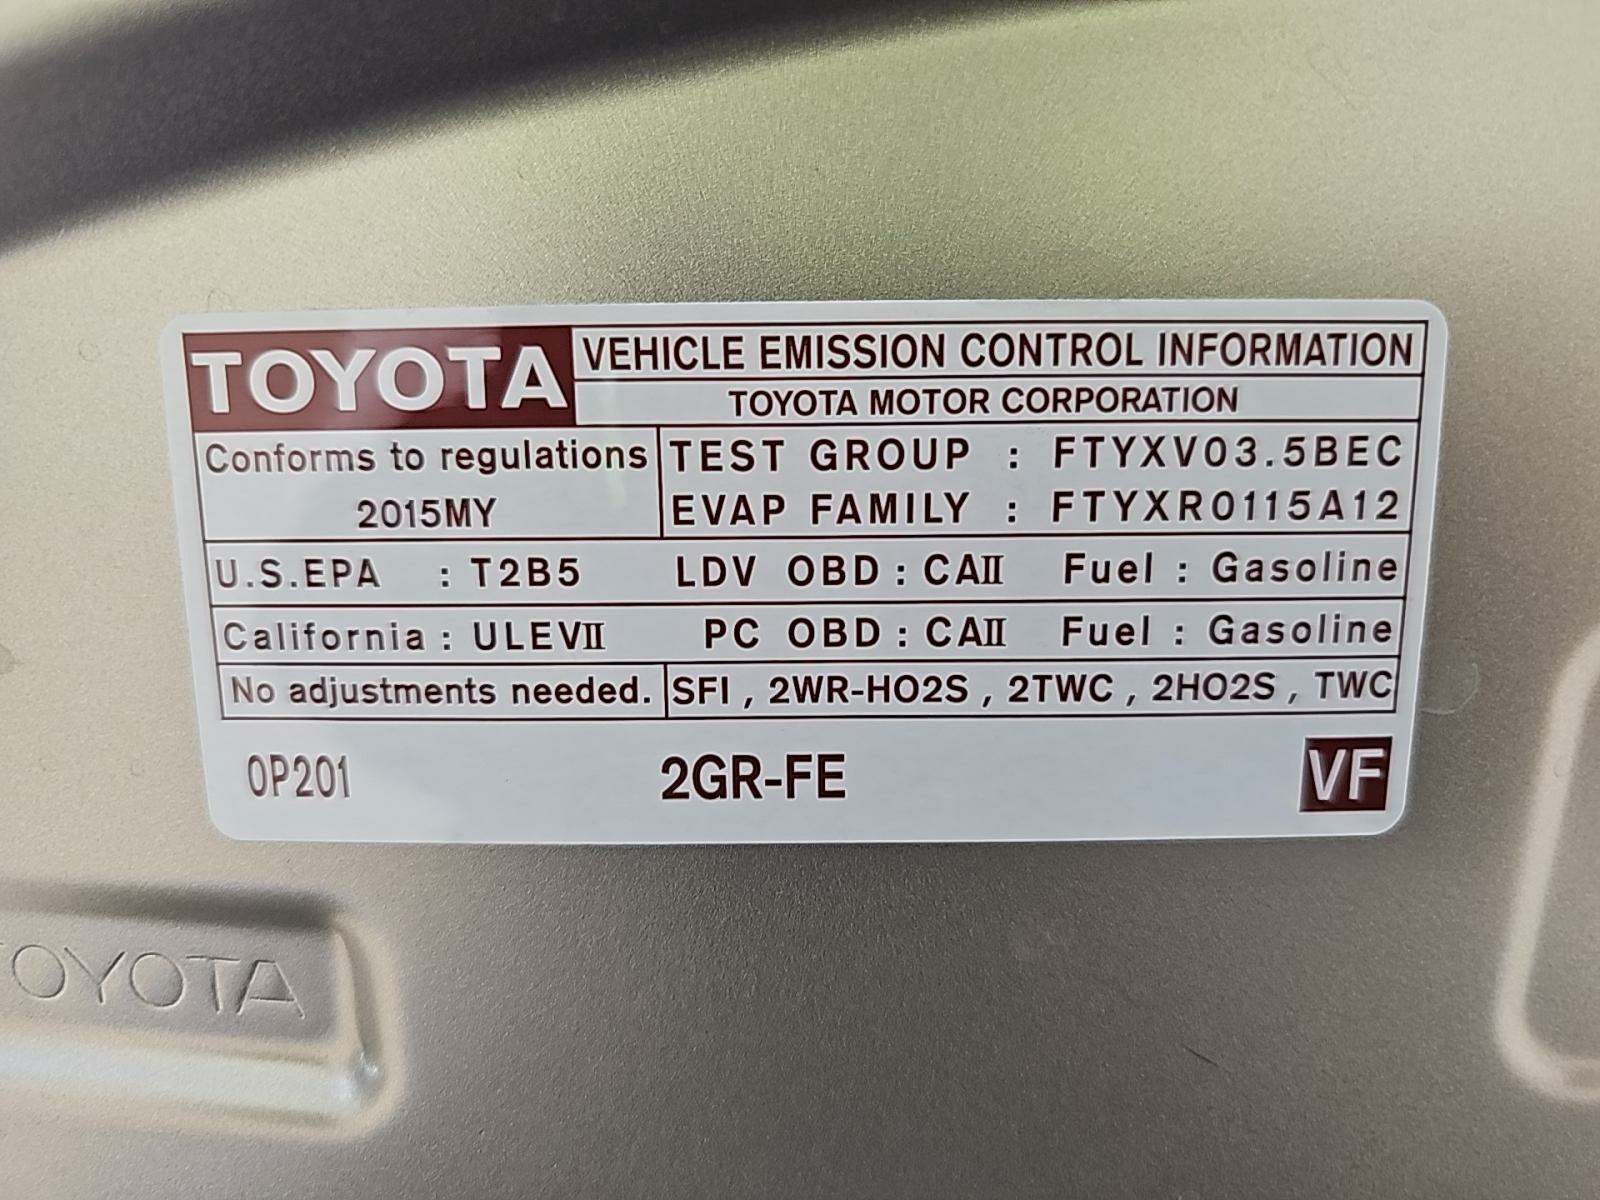 TOYOTA VEHICLE EMISSION CONTROL INFORMATION
TOYOTA MOTOR CORPORATION
Conforms to regulations
2015MY
TEST GROUP : FTYXV03.5BEC
EVAP FAMILY : FTYXR0115A12
U.S.EPA : T2B5 LDV OBD : CAII Fuel : Gasoline
California : ULEVII PC OBD : CAII Fuel : Gasoline
No adjustments needed. SFI , 2WR-HO2S , 2TWC , 2HO2S , TWC
0P201 2GR-FE VF
TOYOTA